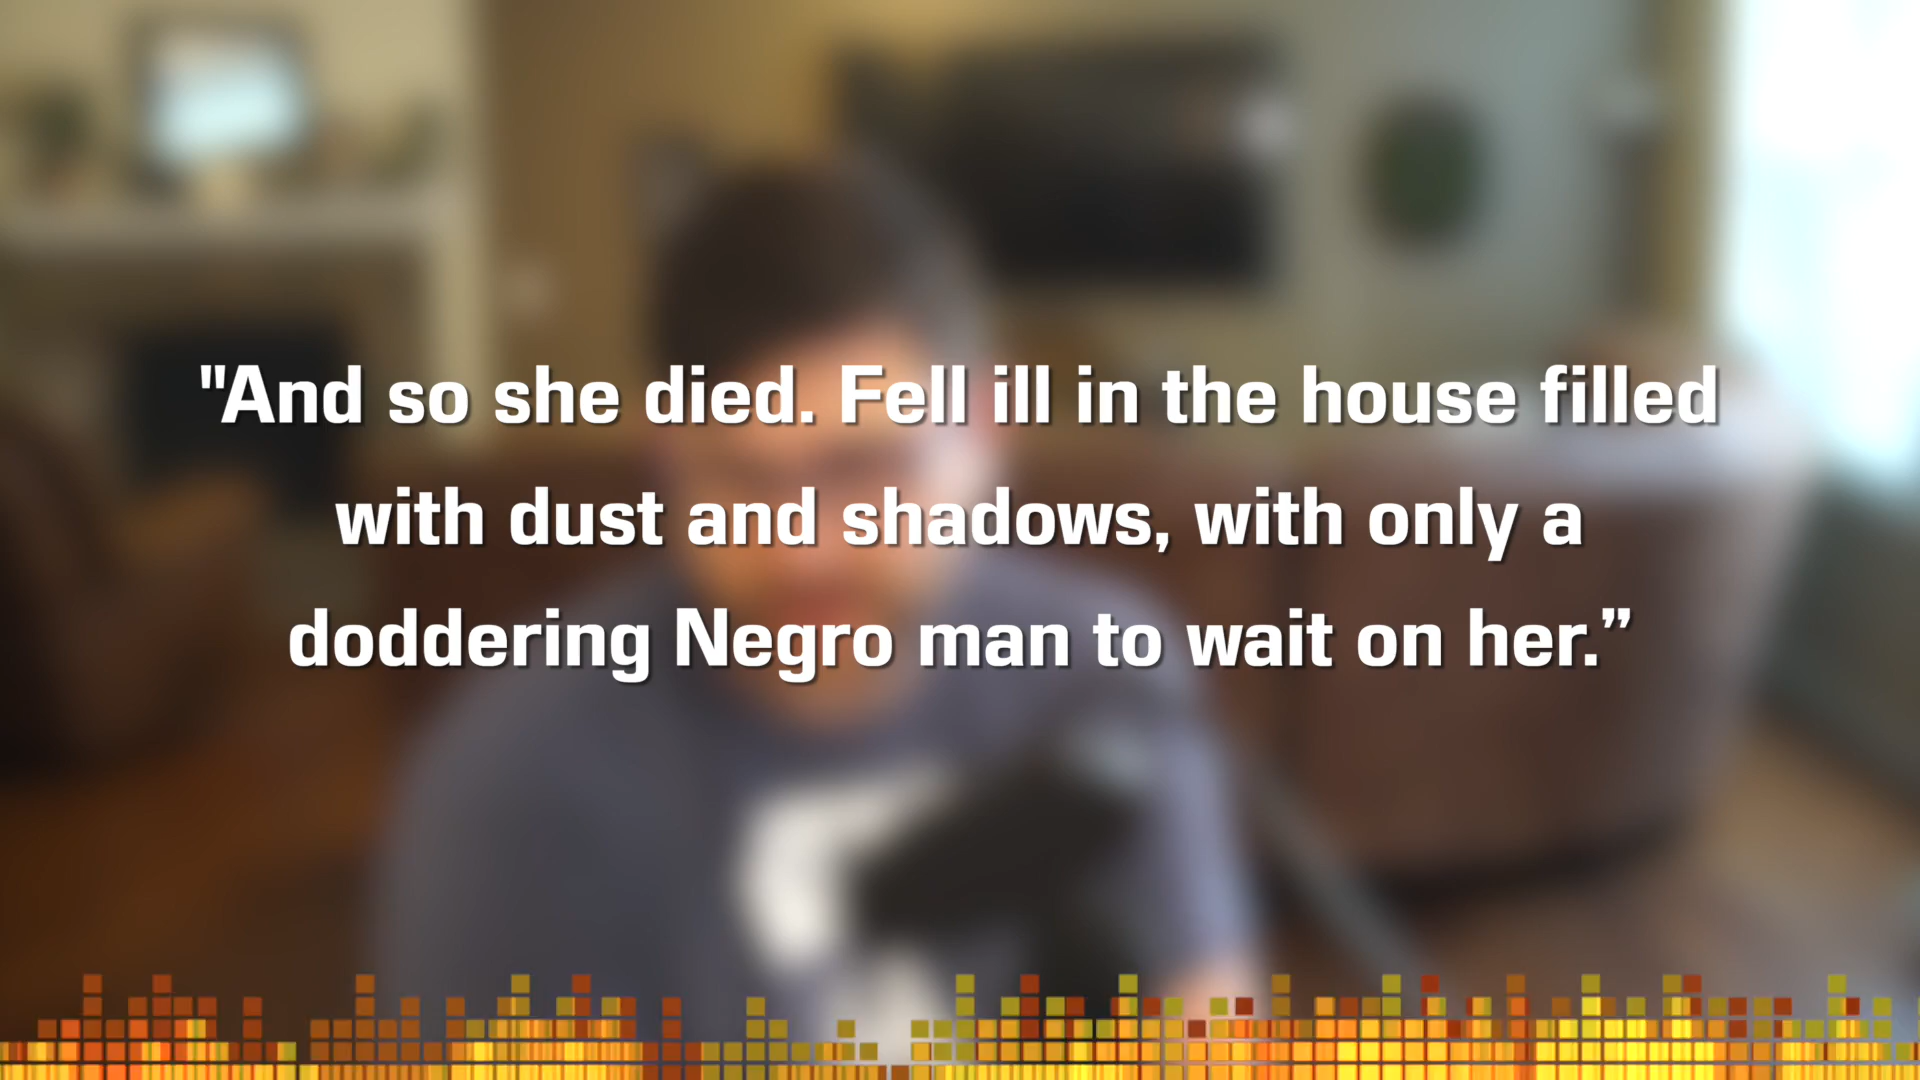 "And so she died. Fell ill in the house filled
with dust and shadows, with only a
doddering Negro man to wait on her.”